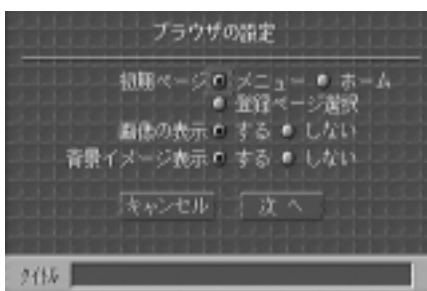 ブラウザの設定
初期ページ メニュー ホーム
登録ページ選択
画像の表示 する しない
背景イメージ表示 する しない
キャンセル 次 へ
タイトル